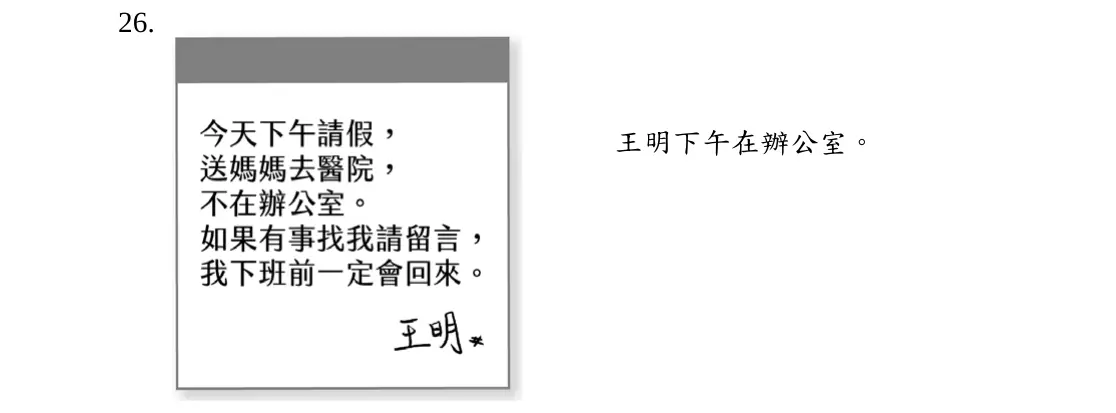 26.
今天下午請假，
送媽媽去醫院，
不在辦公室。
如果有事找我請留言，
我下班前一定會回來。
王明
王明下午在辦公室。